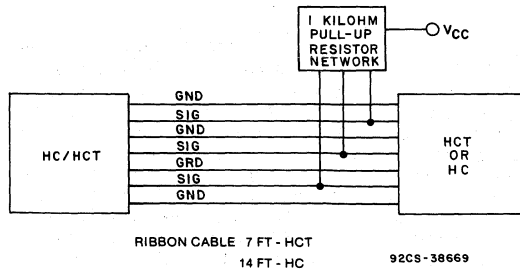 1 KILOHM
PULL-UP
RESISTOR
NETWORK
VCC
GND
SIG
GND
SIG
GRD
SIG
GND
HC/HCT
HCT
OR
HC
RIBBON CABLE 7 FT - HCT
14 FT - HC
92CS-38669